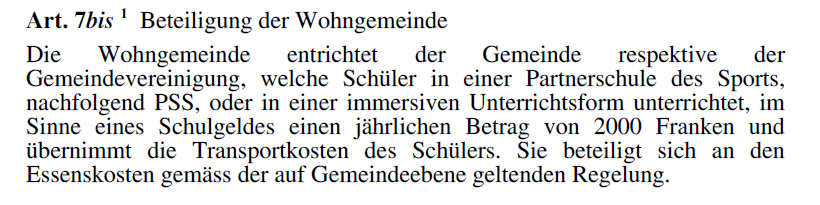 Art. 7bis ¹ Beteiligung der Wohngemeinde
Die Wohngemeinde entrichtet der Gemeinde respektive der
Gemeindevereinigung, welche Schüler in einer Partnerschule des Sports,
nachfolgend PSS, oder in einer immersiven Unterrichtsform unterrichtet, im
Sinne eines Schulgeldes einen jährlichen Betrag von 2000 Franken und
übernimmt die Transportkosten des Schülers. Sie beteiligt sich an den
Essenskosten gemäss der auf Gemeindeebene geltenden Regelung.